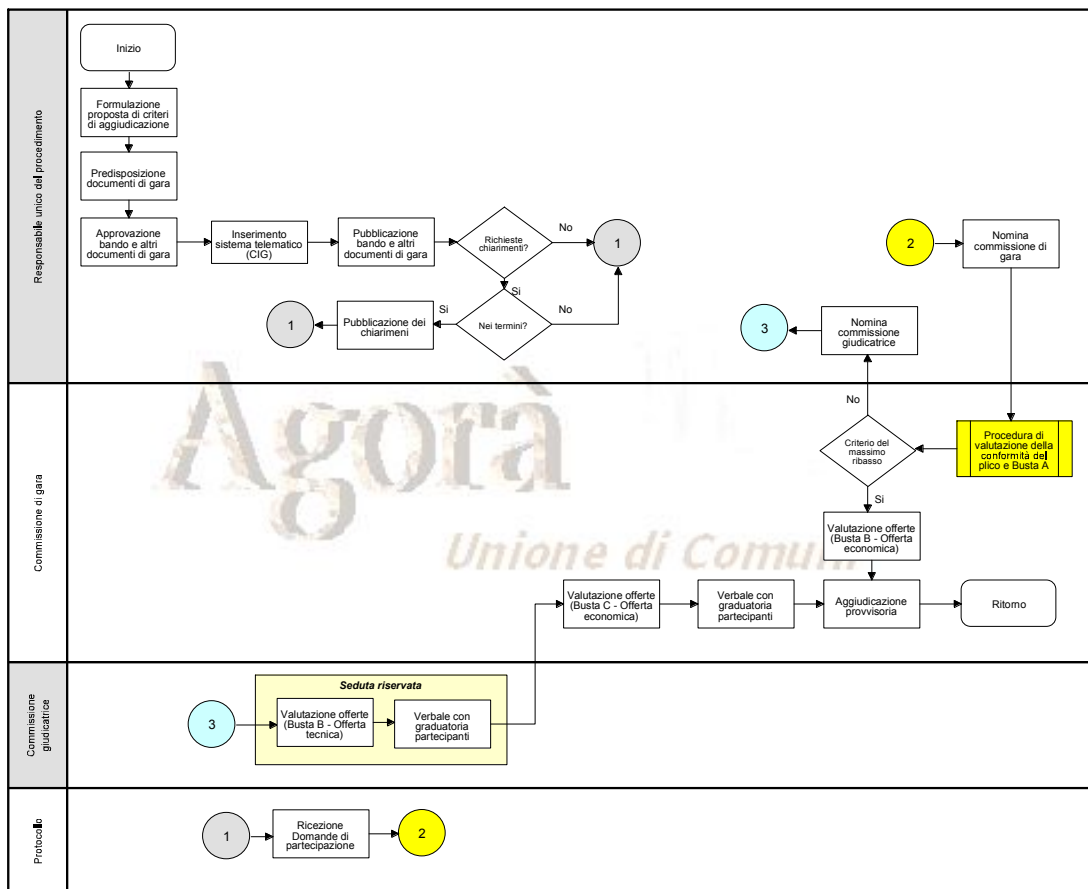 Responsabile unico del procedimento
Inizio
Formulazione
proposta di criteri
di aggiudicazione
Predisposizione
documenti di gara
Approvazione
bando e altri
documenti di gara
Inserimento
sistema telematico
(CIG)
Pubblicazione
bando e altri
documenti di gara
Richieste
chiarimenti?
No
1
Si
Nei termini?
No
Si
Pubblicazione dei
chiarimeni
1
2
Nomina
commissione di
gara
Nomina
commissione
giudicatrice
3
Commissione di gara
No
Criterio del
massimo
ribasso
Procedura di
valutazione della
conformità del
plico e Busta A
Si
Valutazione offerte
(Busta B - Offerta
economica)
Agorà
Unione di Comuni
Valutazione offerte
(Busta C - Offerta
economica)
Verbale con
graduatoria
partecipanti
Aggiudicazione
provvisoria
Ritorno
Commissione
giudicatrice
Seduta riservata
3
Valutazione offerte
(Busta B - Offerta
tecnica)
Verbale con
graduatoria
partecipanti
Protocollo
1
Ricezione
Domande di
partecipazione
2